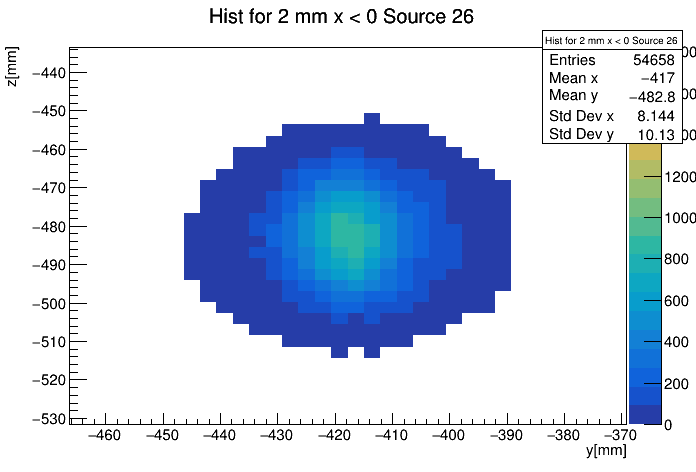 Hist for 2 mm x < 0 Source 26
Hist for 2 mm x < 0 Source 26
Entries 54658
Mean x −417
Mean y −482.8
Std Dev x 8.144
Std Dev y 10.13
z[mm]
−440
−450
−460
−470
−480
−490
−500
−510
−520
−530
−460 −450 −440 −430 −420 −410 −400 −390 −380 −370
y[mm]
1200
1000
800
600
400
200
0